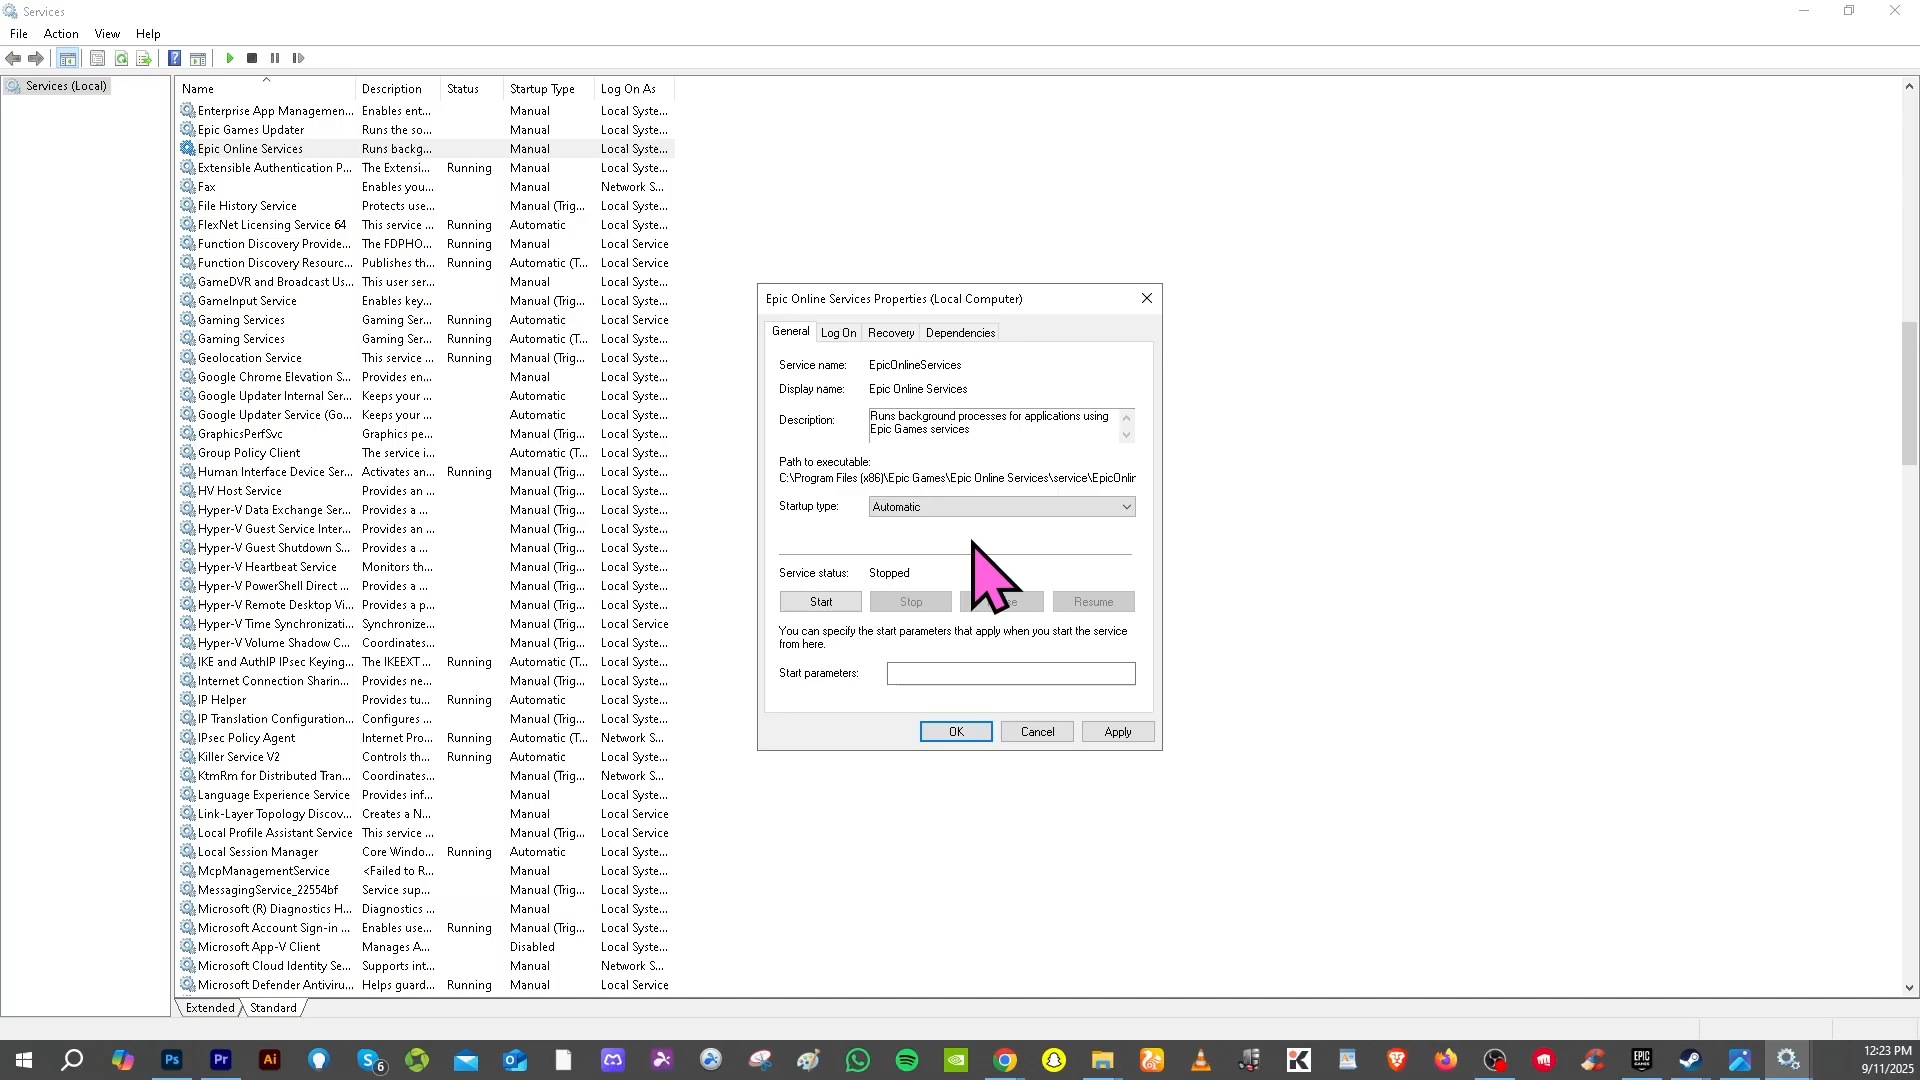 Services
File Action View Help
Services (Local)
Name Description Status Startup Type Log On As
Enterprise App Managemen... Enables ent... Manual Local Syste...
Epic Games Updater Runs the so... Manual Local Syste...
Epic Online Services Runs backg... Manual Local Syste...
Extensible Authentication P... The Extensi... Running Manual Local Syste...
Fax Enables you... Manual Network S...
File History Service Protects use... Manual (Trig... Local Syste...
FlexNet Licensing Service 64 This service ... Running Automatic Local Syste...
Function Discovery Provide... The FDPHO... Running Manual Local Service
Function Discovery Resourc... Publishes th... Running Automatic (T... Local Service
GameDVR and Broadcast Us... This user ser... Manual Local Syste...
GameInput Service Enables key... Manual (Trig... Local Syste...
Gaming Services Gaming Ser... Running Automatic Local Service
Gaming Services Gaming Ser... Running Automatic (T... Local Syste...
Geolocation Service This service ... Running Manual (Trig... Local Syste...
Google Chrome Elevation S... Provides en... Manual Local Syste...
Google Updater Internal Ser... Keeps your ... Automatic Local Syste...
Google Updater Service (Go... Keeps your ... Automatic Local Syste...
GraphicsPerfSvc Graphics pe... Manual (Trig... Local Syste...
Group Policy Client The service i... Automatic (T... Local Syste...
Human Interface Device Ser... Activates an... Running Manual (Trig... Local Syste...
HV Host Service Provides an ... Manual (Trig... Local Syste...
Hyper-V Data Exchange Ser... Provides a ... Manual (Trig... Local Syste...
Hyper-V Guest Service Inter... Provides an ... Manual (Trig... Local Syste...
Hyper-V Guest Shutdown S... Provides a ... Manual (Trig... Local Syste...
Hyper-V Heartbeat Service Monitors th... Manual (Trig... Local Syste...
Hyper-V PowerShell Direct ... Provides a ... Manual (Trig... Local Syste...
Hyper-V Remote Desktop Vi... Provides a p... Manual (Trig... Local Syste...
Hyper-V Time Synchronizati... Synchronize... Manual (Trig... Local Service
Hyper-V Volume Shadow C... Coordinates... Manual (Trig... Local Syste...
IKE and AuthIP IPsec Keying... The IKEEXT ... Running Automatic (T... Local Syste...
Internet Connection Sharin... Provides ne... Manual (Trig... Local Syste...
IP Helper Provides tu... Running Automatic Local Syste...
IP Translation Configuration... Configures ... Manual (Trig... Local Syste...
IPsec Policy Agent Internet Pro... Running Automatic (T... Network S...
Killer Service V2 Controls th... Running Automatic Local Syste...
KtmRm for Distributed Tran... Coordinates... Manual (Trig... Network S...
Language Experience Service Provides inf... Manual Local Syste...
Link-Layer Topology Discov... Creates a N... Manual Local Service
Local Profile Assistant Service This service ... Manual (Trig... Local Service
Local Session Manager Core Windo... Running Automatic Local Syste...
McpManagementService <Failed to R... Manual Local Syste...
MessagingService_22554bf Service sup... Manual (Trig... Local Syste...
Microsoft (R) Diagnostics H... Diagnostics ... Manual Local Syste...
Microsoft Account Sign-in ... Enables use... Running Manual (Trig... Local Syste...
Microsoft App-V Client Manages A... Disabled Local Syste...
Microsoft Cloud Identity Se... Supports int... Manual Network S...
Microsoft Defender Antiviru... Helps guard... Running Manual Local Service
Extended Standard
Epic Online Services Properties (Local Computer)
General Log On Recovery Dependencies
Service name: EpicOnlineServices
Display name: Epic Online Services
Description: Runs background processes for applications using
Epic Games services
Path to executable:
C:\Program Files (x86)\Epic Games\Epic Online Services\service\EpicOnlin
Startup type: Automatic
Service status: Stopped
Start Stop Resume
You can specify the start parameters that apply when you start the service
from here.
Start parameters:
OK Cancel Apply
Ps Pr Ai 6 K EPIC GAMES
12:23 PM
9/11/2025